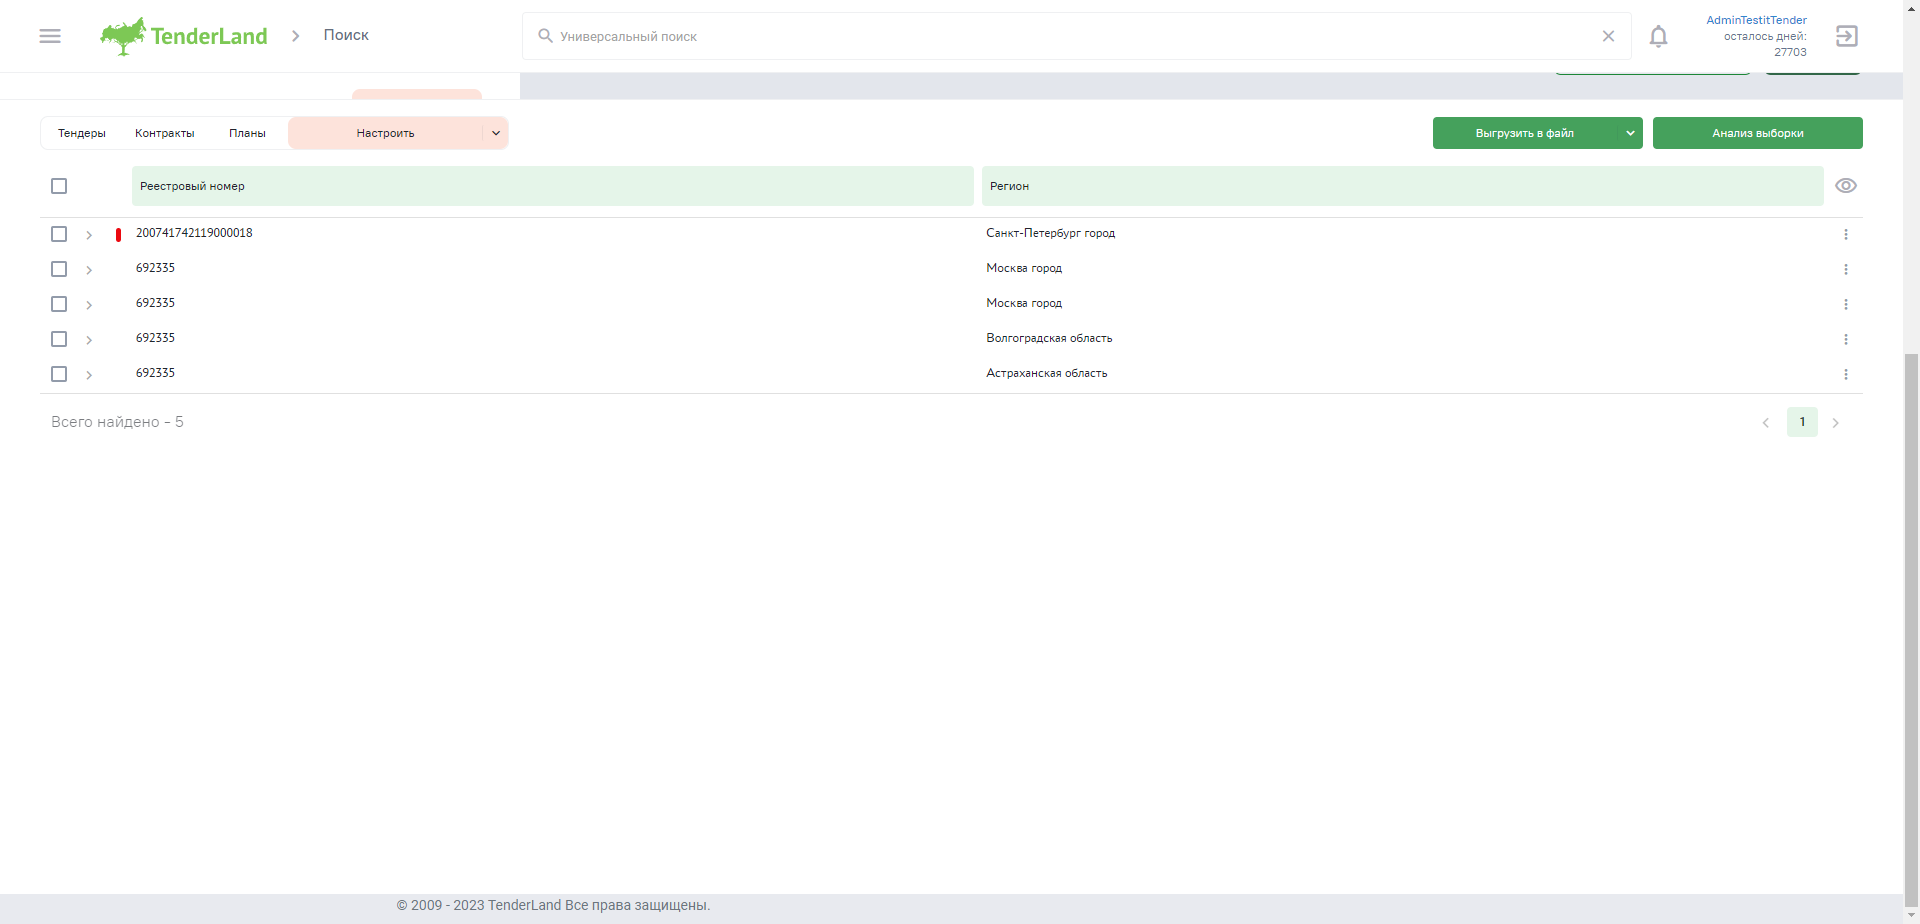 TenderLand
Поиск
Универсальный поиск
AdminTestitTender
осталось дней:
27703
Тендеры
Контракты
Планы
Настроить
Выгрузить в файл
Анализ выборки
Реестровый номер
Регион
200741742119000018
Санкт-Петербург город
692335
Москва город
692335
Москва город
692335
Волгоградская область
692335
Астраханская область
Всего найдено - 5
1
© 2009 - 2023 TenderLand Все права защищены.